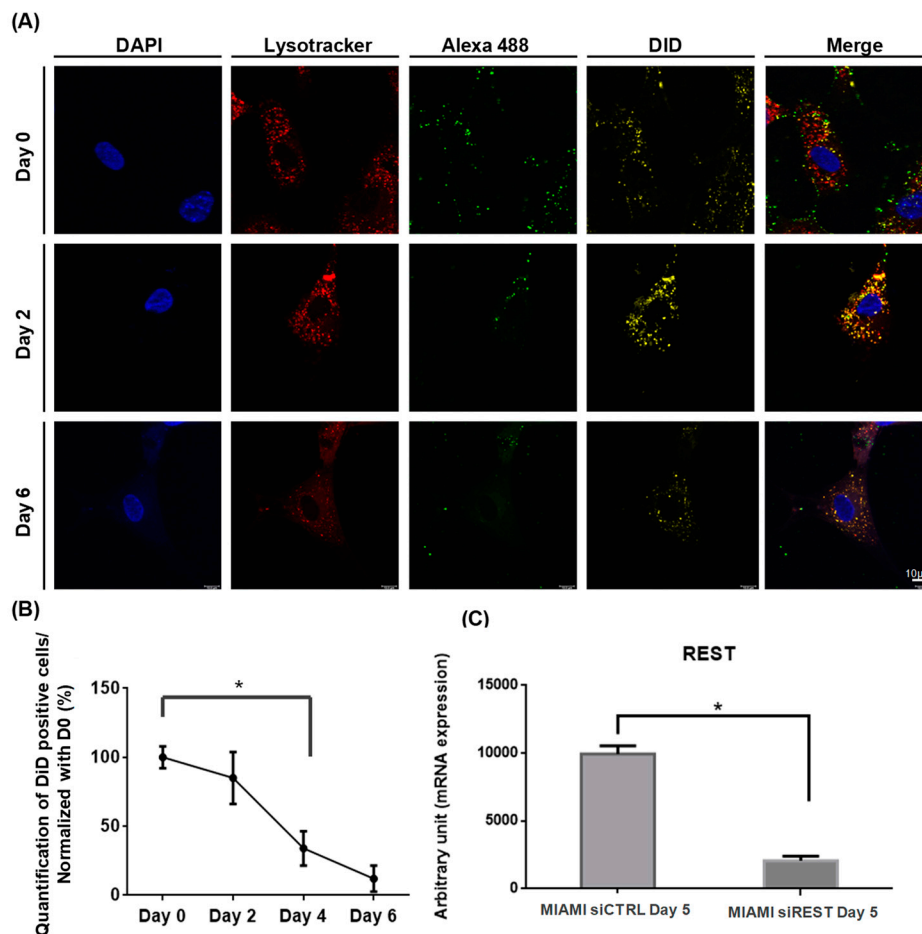 (A)
DAPI Lysotracker Alexa 488 DID Merge
Day 0
Day 2
Day 6
10μ
(B)
Quantification of DiD positive cells/
Normalized with D0 (%)
150
100
50
0
*
Day 0 Day 2 Day 4 Day 6
(C)
REST
Arbitrary unit (mRNA expression)
15000
10000
5000
0
*
MIAMI siCTRL Day 5 MIAMI siREST Day 5